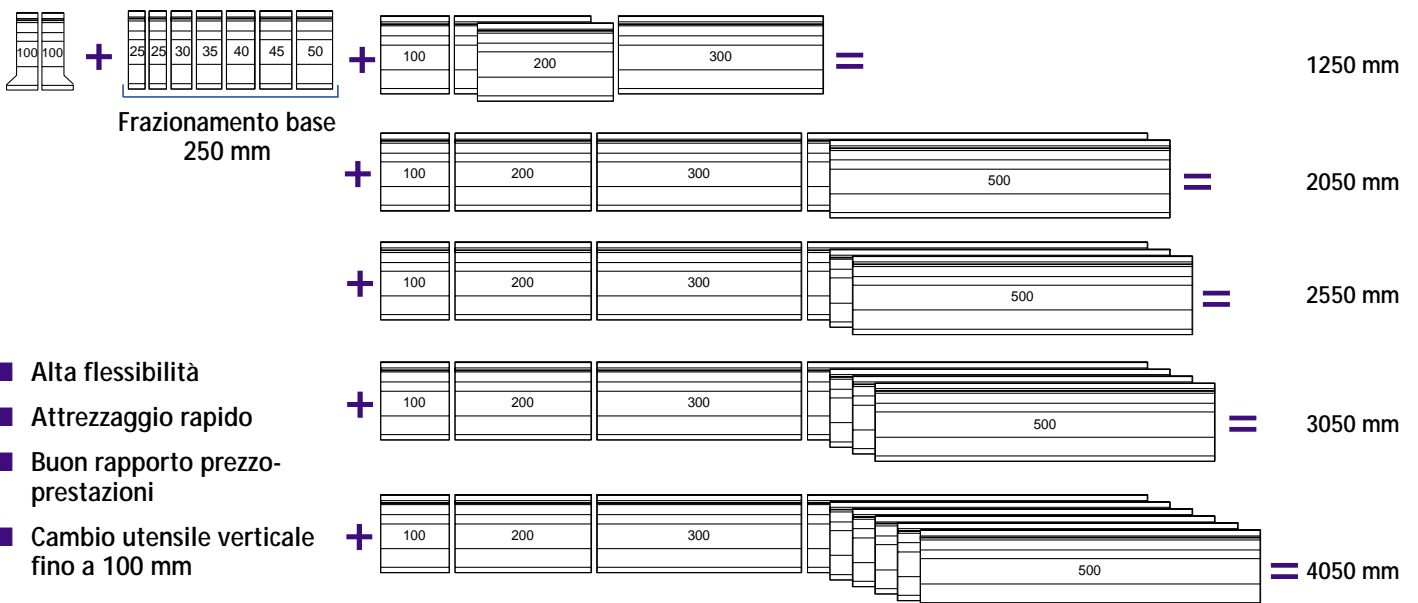 100 100 + 25 25 30 35 40 45 50 + 100 200 300 = 1250 mm
Frazionamento base
250 mm
+ 100 200 300 500 = 2050 mm
+ 100 200 300 500 = 2550 mm
+ 100 200 300 500 = 3050 mm
+ 100 200 300 500 = 4050 mm
■ Alta flessibilità
■ Attrezzaggio rapido
■ Buon rapporto prezzo-
prestazioni
■ Cambio utensile verticale
fino a 100 mm